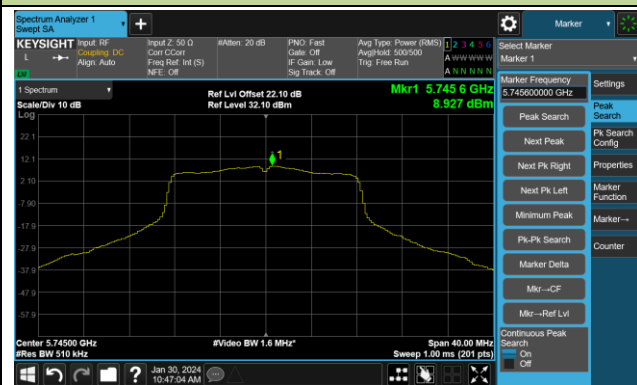 Spectrum Analyzer 1
Swept SA
+
Marker
KEYSIGHT
L
LXI
Input: RF
Coupling: DC
Align: Auto
Input Z: 50 Ω
Corr CCorr
Freq Ref: Int (S)
NFE: Off
#Atten: 20 dB
PNO: Fast
Gate: Off
IF Gain: Low
Sig Track: Off
Avg Type: Power (RMS)
Avg|Hold: 500/500
Trig: Free Run
1 2 3 4 5 6
A W W W W W
A N N N N N
Select Marker
Marker 1
1 Spectrum
Scale/Div 10 dB
Log
Ref Lvl Offset 22.10 dB
Ref Level 32.10 dBm
Mkr1 5.745 6 GHz
8.927 dBm
22.1
12.1
2.10
-7.90
-17.9
-27.9
-37.9
-47.9
-57.9
1
Center 5.74500 GHz
#Res BW 510 kHz
#Video BW 1.6 MHz*
Span 40.00 MHz
Sweep 1.00 ms (201 pts)
Marker Frequency
5.745600000 GHz
Peak Search
Next Peak
Next Pk Right
Next Pk Left
Minimum Peak
Pk-Pk Search
Marker Delta
Mkr→CF
Mkr→Ref Lvl
Continuous Peak
Search
On
Off
Settings
Peak
Search
Pk Search
Config
Properties
Marker
Function
Marker→
Counter
?
Jan 30, 2024
10:47:04 AM